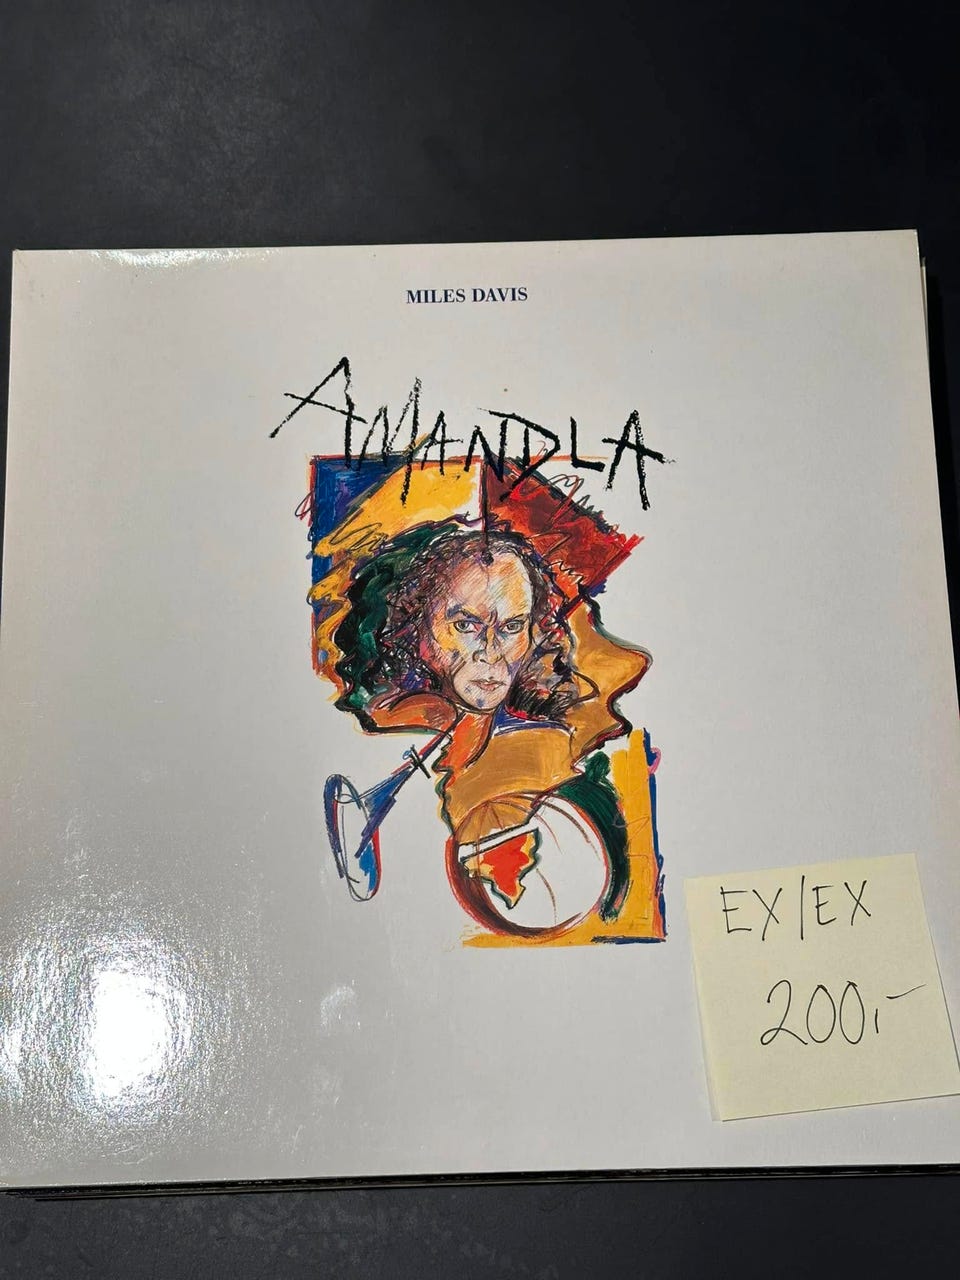 MILES DAVIS
AMANDLA
EX/EX
200,-